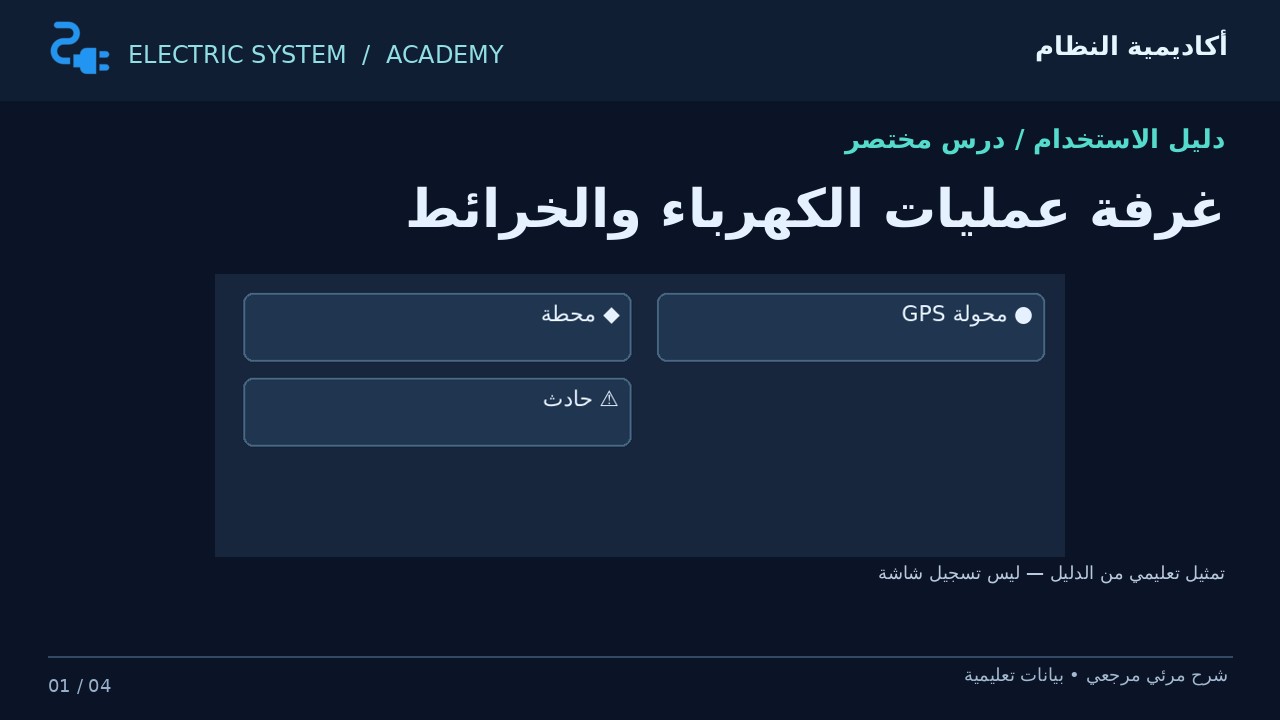 أكاديمية النظام
ELECTRIC SYSTEM / ACADEMY
دليل الاستخدام / درس مختصر
غرفة عمليات الكهرباء والخرائط
● محولة GPS
◆ محطة
⚠ حادث
تمثيل تعليمي من الدليل — ليس تسجيل شاشة
شرح مرئي مرجعي • بيانات تعليمية
01 / 04